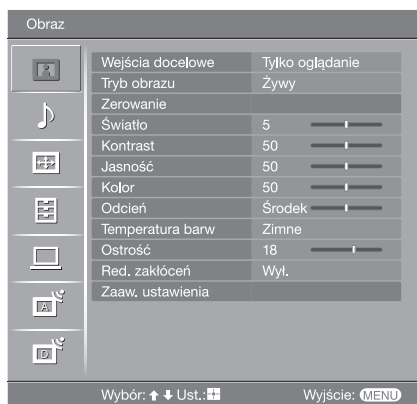 Obraz
Wejścia docelowe Tylko oglądanie
Tryb obrazu Żywy
Zerowanie
Światło 5
Kontrast 50
Jasność 50
Kolor 50
Odcień Środek
Temperatura barw Zimne
Ostrość 18
Red. zakłóceń Wył.
Zaaw. ustawienia
A
D
Wybór: Ust.: Wyjście: MENU